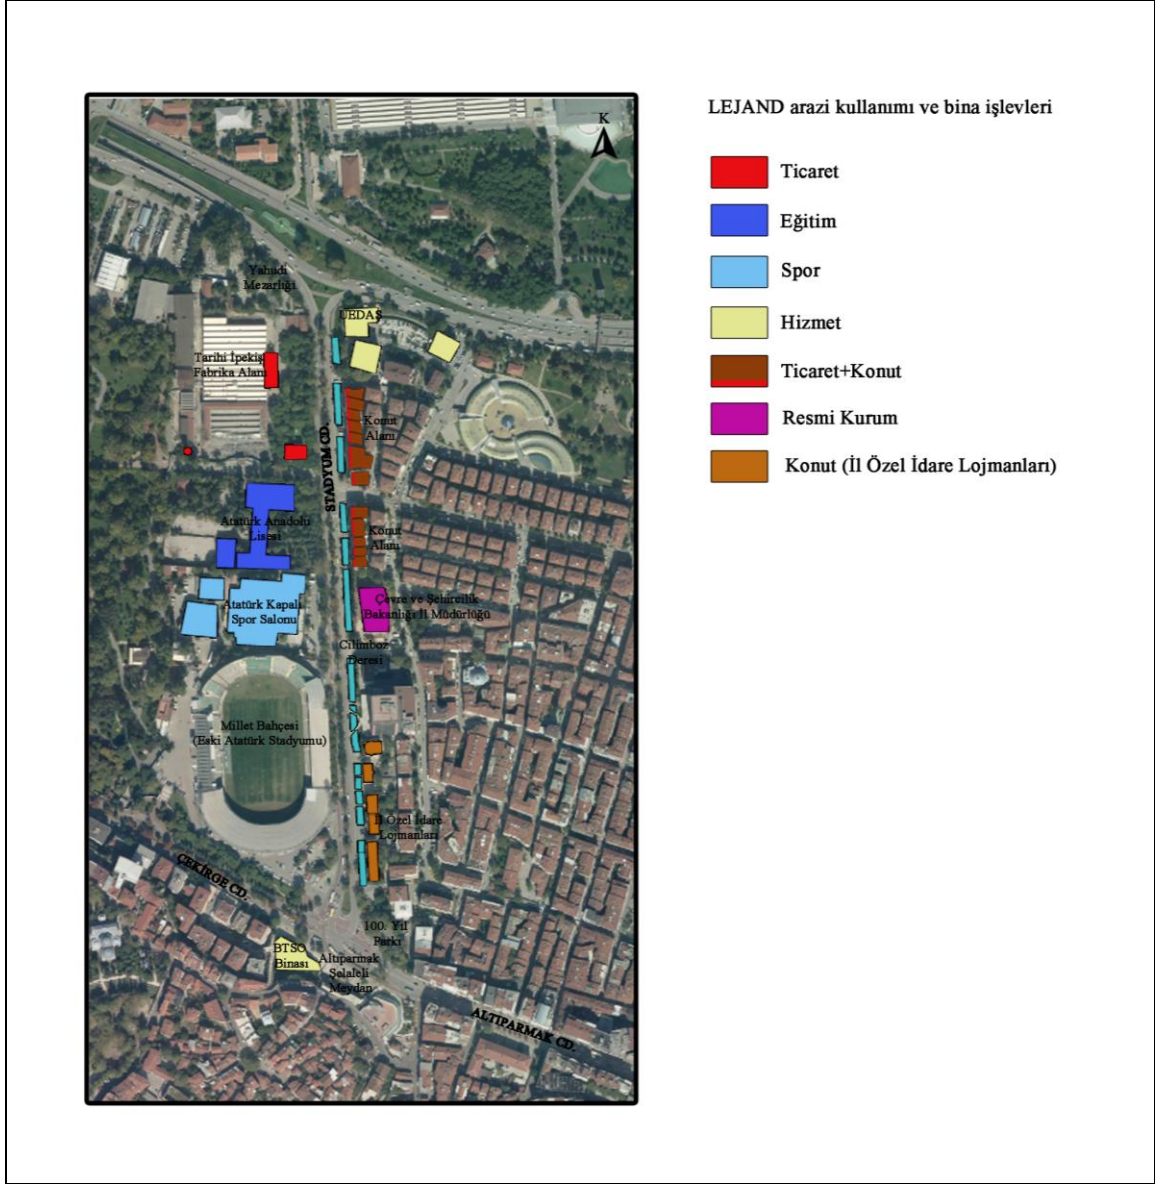 LEJAND arazi kullanımı ve bina işlevleri
K
Ticaret
Eğitim
Spor
Hizmet
Ticaret+Konut
Resmi Kurum
Konut (İl Özel İdare Lojmanları)
Yahudi
Mezarlığı
UEDAŞ
Tarihi İpekiş
Fabrika Alanı
STADYUM CD.
Konut
Alanı
Atatürk Anadolu
Lisesi
Konut
Alanı
Atatürk Kapalı
Spor Salonu
Çevre ve Şehircilik
Bakanlığı İl Müdürlüğü
Cilimboz
Deresi
Millet Bahçesi
(Eski Atatürk Stadyumu)
İl Özel İdare
Lojmanları
ÇEKİRGE CD.
100. Yıl
Parkı
BTSO
Binası
Altıparmak
Şelaleli
Meydan
ALTIPARMAK CD.